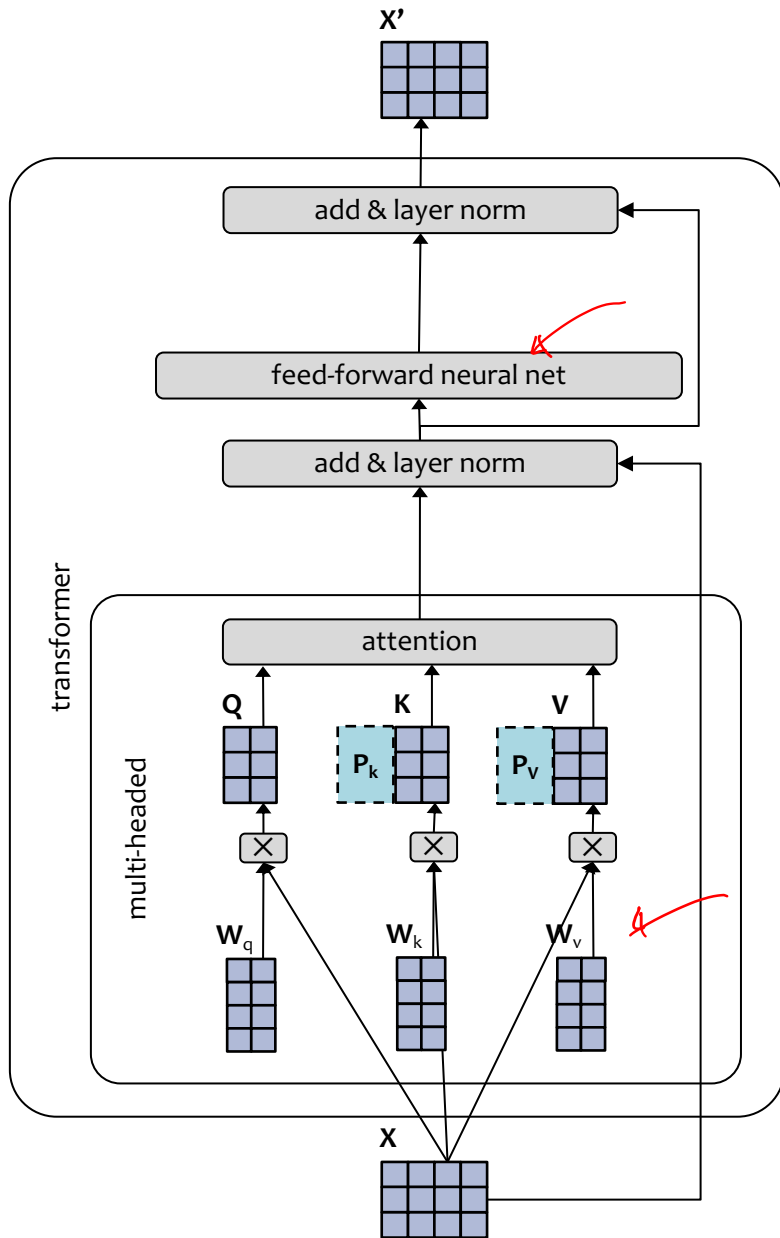 X’
add & layer norm
feed-forward neural net
add & layer norm
transformer
multi-headed
attention
Q
K
V
Pk
PV
×
×
×
Wq
Wk
Wv
X